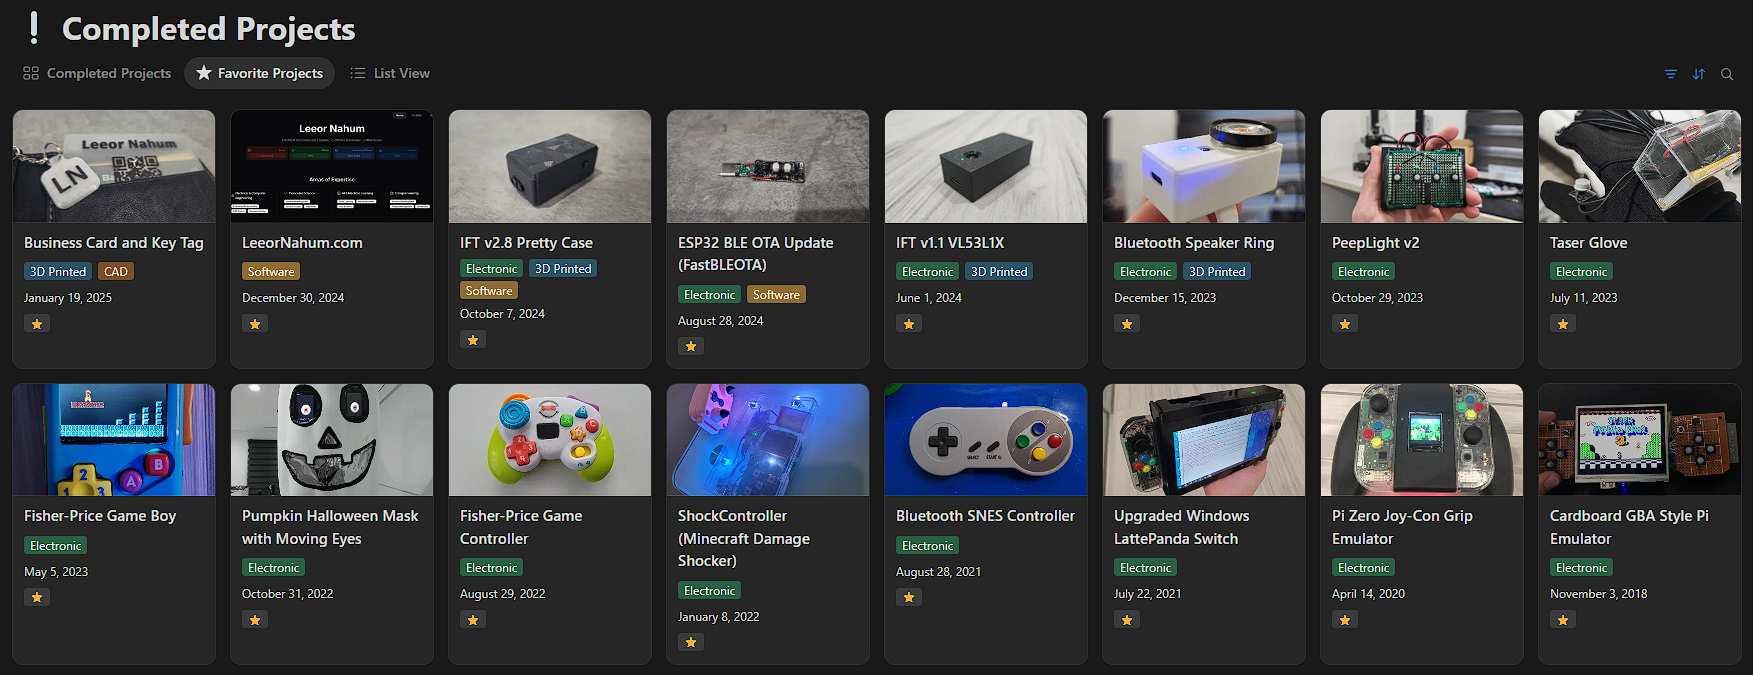 Completed Projects
Completed Projects
Favorite Projects
List View
Leeor Nahum
LN
Business Card and Key Tag
3D Printed
CAD
January 19, 2025
Leeor Nahum
Areas of Expertise
LeeorNahum.com
Software
December 30, 2024
IFT v2.8 Pretty Case
Electronic
3D Printed
Software
October 7, 2024
ESP32 BLE OTA Update
(FastBLEOTA)
Electronic
Software
August 28, 2024
IFT v1.1 VL53L1X
Electronic
3D Printed
June 1, 2024
Bluetooth Speaker Ring
Electronic
3D Printed
December 15, 2023
PeepLight v2
Electronic
October 29, 2023
Taser Glove
Electronic
July 11, 2023
B
A
2
1
3
Fisher-Price Game Boy
Electronic
May 5, 2023
Pumpkin Halloween Mask
with Moving Eyes
Electronic
October 31, 2022
Fisher-Price Game
Controller
Electronic
August 29, 2022
ShockController
(Minecraft Damage
Shocker)
Electronic
January 8, 2022
SELECT
START
Bluetooth SNES Controller
Electronic
August 28, 2021
Upgraded Windows
LattePanda Switch
Electronic
July 22, 2021
Pi Zero Joy-Con Grip
Emulator
Electronic
April 14, 2020
Cardboard GBA Style Pi
Emulator
Electronic
November 3, 2018